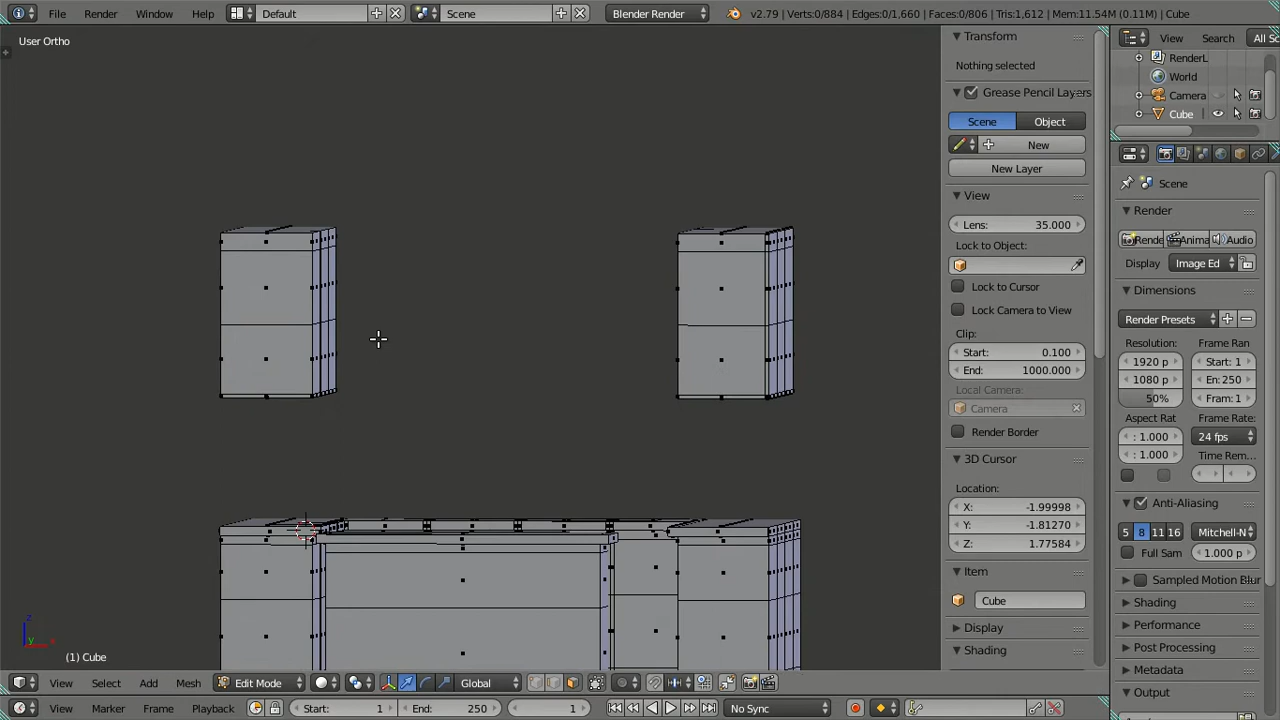 File Render Window Help Default Scene Blender Render v2.79 | Verts:0/884 | Edges:0/1,660 | Faces:0/806 | Tris:1,612 | Mem:11.54M (0.11M) | Cube
User Ortho
Transform
Nothing selected
Grease Pencil Layers
Scene Object
New
New Layer
View
Lens: 35.000
Lock to Object:
Lock to Cursor
Lock Camera to View
Clip:
Start: 0.100
End: 1000.000
Local Camera:
Camera
Render Border
3D Cursor
Location:
X: -1.99998
Y: -1.81270
Z: 1.77584
Item
Cube
Display
Shading
View Search All Sc
RenderL
World
Camera
Cube
Scene
Render
Rende Anima Audio
Display Image Ed
Dimensions
Render Presets
Resolution: Frame Ran
1920 p Start: 1
1080 p En: 250
50% Fram: 1
Aspect Rat Frame Rate:
: 1.000 24 fps
: 1.000 Time Rem...
Anti-Aliasing
5 8 11 16 Mitchell-N
Full Sam 1.000 p
Sampled Motion Blur
Shading
Performance
Post Processing
Metadata
Output
z
y x
(1) Cube
View Select Add Mesh Edit Mode Global
View Marker Frame Playback Start: 1 End: 250 1 No Sync